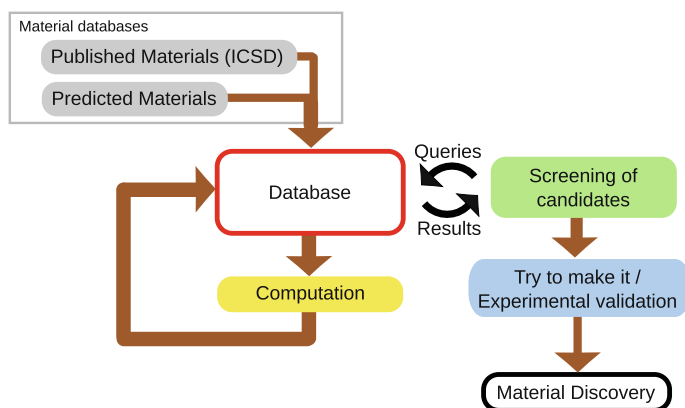 Material databases
Published Materials (ICSD)
Predicted Materials
Database
Queries
Results
Screening of
candidates
Computation
Try to make it /
Experimental validation
Material Discovery